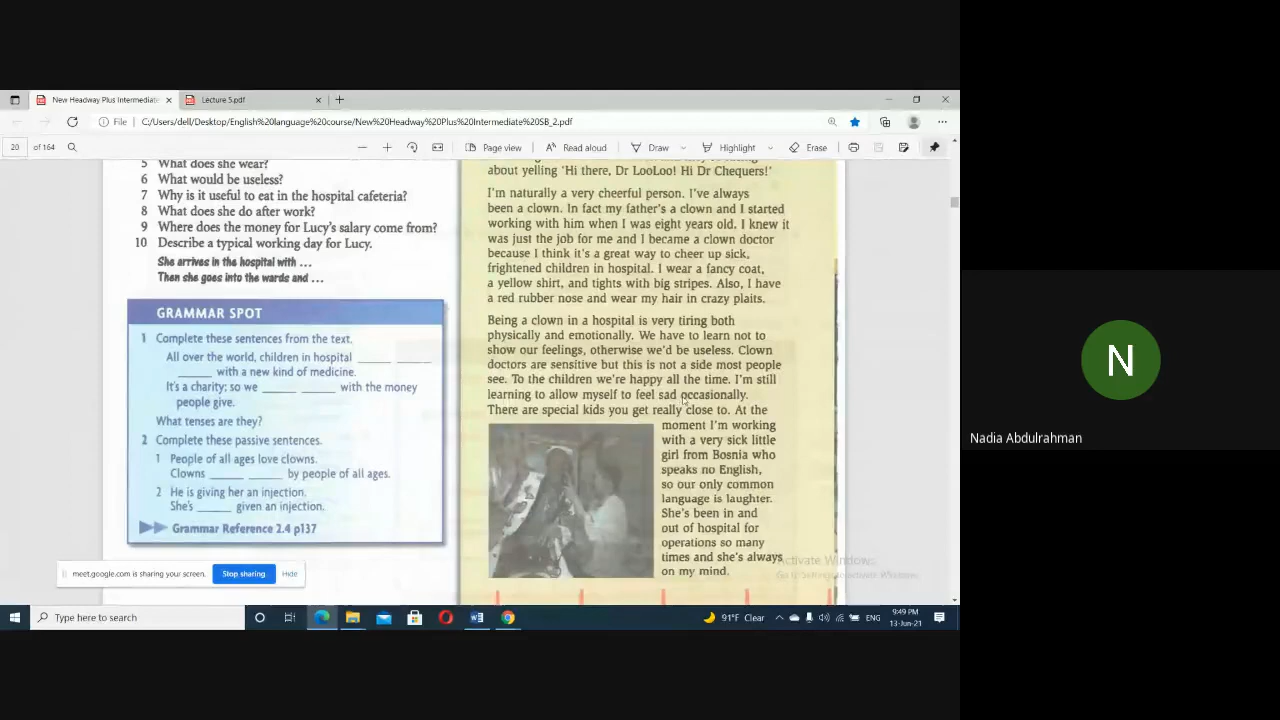 New Headway Plus Intermediate
Lecture 5.pdf
File
C:/Users/dell/Desktop/English%20language%20course/New%20Headway%20Plus%20Intermediate%20SB_2.pdf
20 of 164
Page view
Read aloud
Draw
Highlight
Erase
5 What does she wear?
6 What would be useless?
7 Why is it useful to eat in the hospital cafeteria?
8 What does she do after work?
9 Where does the money for Lucy's salary come from?
10 Describe a typical working day for Lucy.
She arrives in the hospital with ...
Then she goes into the wards and ...
GRAMMAR SPOT
1 Complete these sentences from the text.
All over the world, children in hospital _____ _____
_____ with a new kind of medicine.
It's a charity; so we _____ _____ with the money
people give.
What tenses are they?
2 Complete these passive sentences.
1 People of all ages love clowns.
Clowns _____ _____ by people of all ages.
2 He is giving her an injection.
She's _____ given an injection.
Grammar Reference 2.4 p137
about yelling 'Hi there, Dr LooLoo! Hi Dr Chequers!'
I'm naturally a very cheerful person. I've always
been a clown. In fact my father's a clown and I started
working with him when I was eight years old. I knew it
was just the job for me and I became a clown doctor
because I think it's a great way to cheer up sick,
frightened children in hospital. I wear a fancy coat,
a yellow shirt, and tights with big stripes. Also, I have
a red rubber nose and wear my hair in crazy plaits.
Being a clown in a hospital is very tiring both
physically and emotionally. We have to learn not to
show our feelings, otherwise we'd be useless. Clown
doctors are sensitive but this is not a side most people
see. To the children we're happy all the time. I'm still
learning to allow myself to feel sad occasionally.
There are special kids you get really close to. At the
moment I'm working
with a very sick little
girl from Bosnia who
speaks no English,
so our only common
language is laughter.
She's been in and
out of hospital for
operations so many
times and she's always
on my mind.
Activate Windows
Go to Settings to activate Windows.
meet.google.com is sharing your screen.
Stop sharing
Hide
Type here to search
91°F Clear
ENG
9:49 PM
13-Jun-21
N
Nadia Abdulrahman